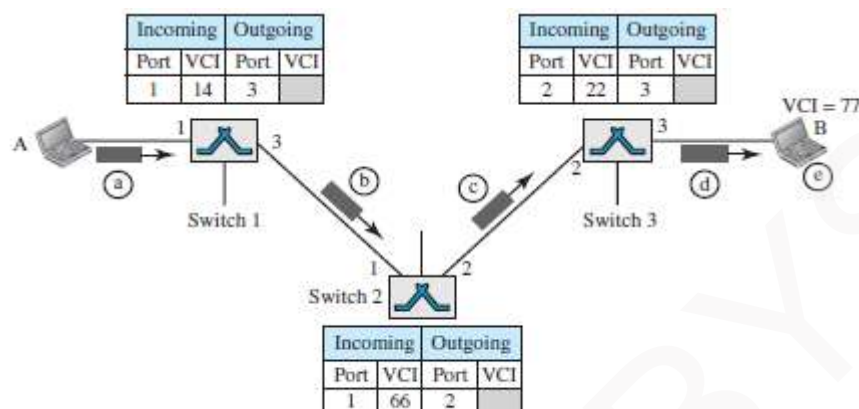 Incoming Outgoing
Port VCI Port VCI
1 14 3
Incoming Outgoing
Port VCI Port VCI
2 22 3
VCI = 77
A 1 3
a
Switch 1
b
c
2 3
B
d
e
Switch 3
1 2
Switch 2
Incoming Outgoing
Port VCI Port VCI
1 66 2